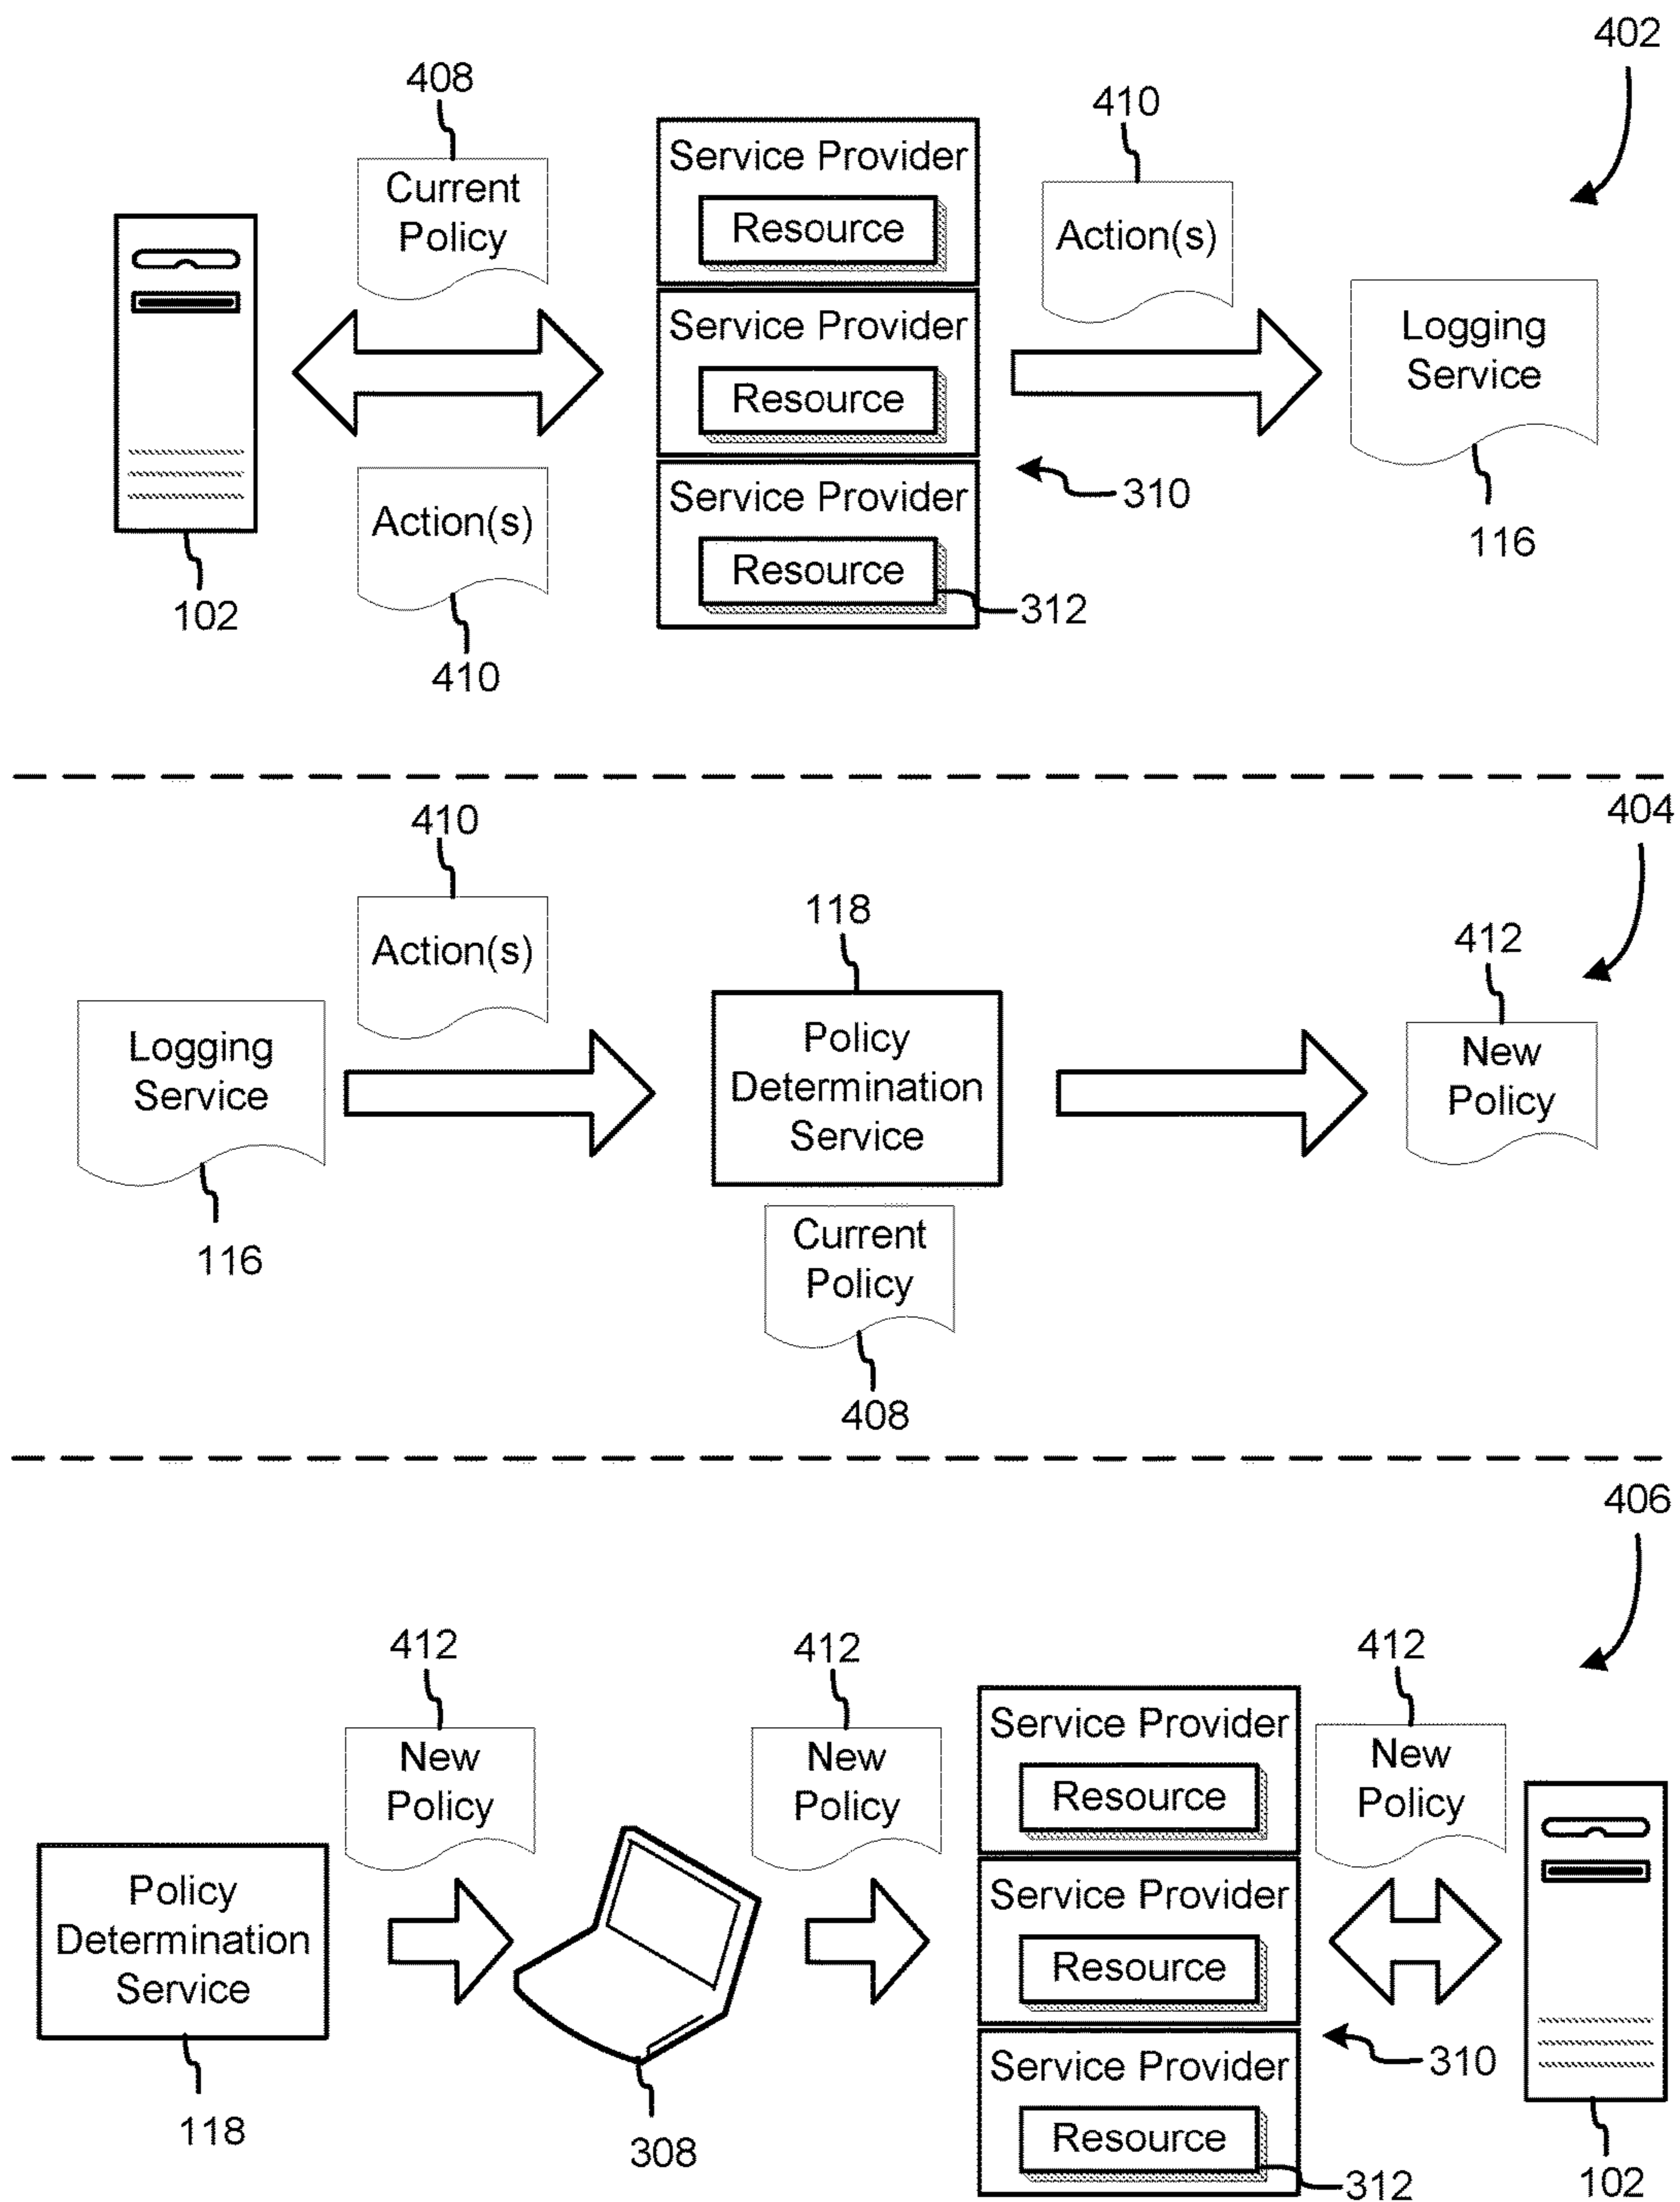 402
408
410
Current
Policy
Service Provider
Resource
Action(s)
Service Provider
Resource
Logging
Service
Service Provider
Resource
310
Action(s)
116
312
102
410
404
410
118
412
Action(s)
Logging
Service
Policy
Determination
Service
New
Policy
116
Current
Policy
408
406
412
412
412
New
Policy
New
Policy
Service Provider
Resource
New
Policy
Policy
Determination
Service
Service Provider
Resource
Service Provider
Resource
310
118
308
312
102